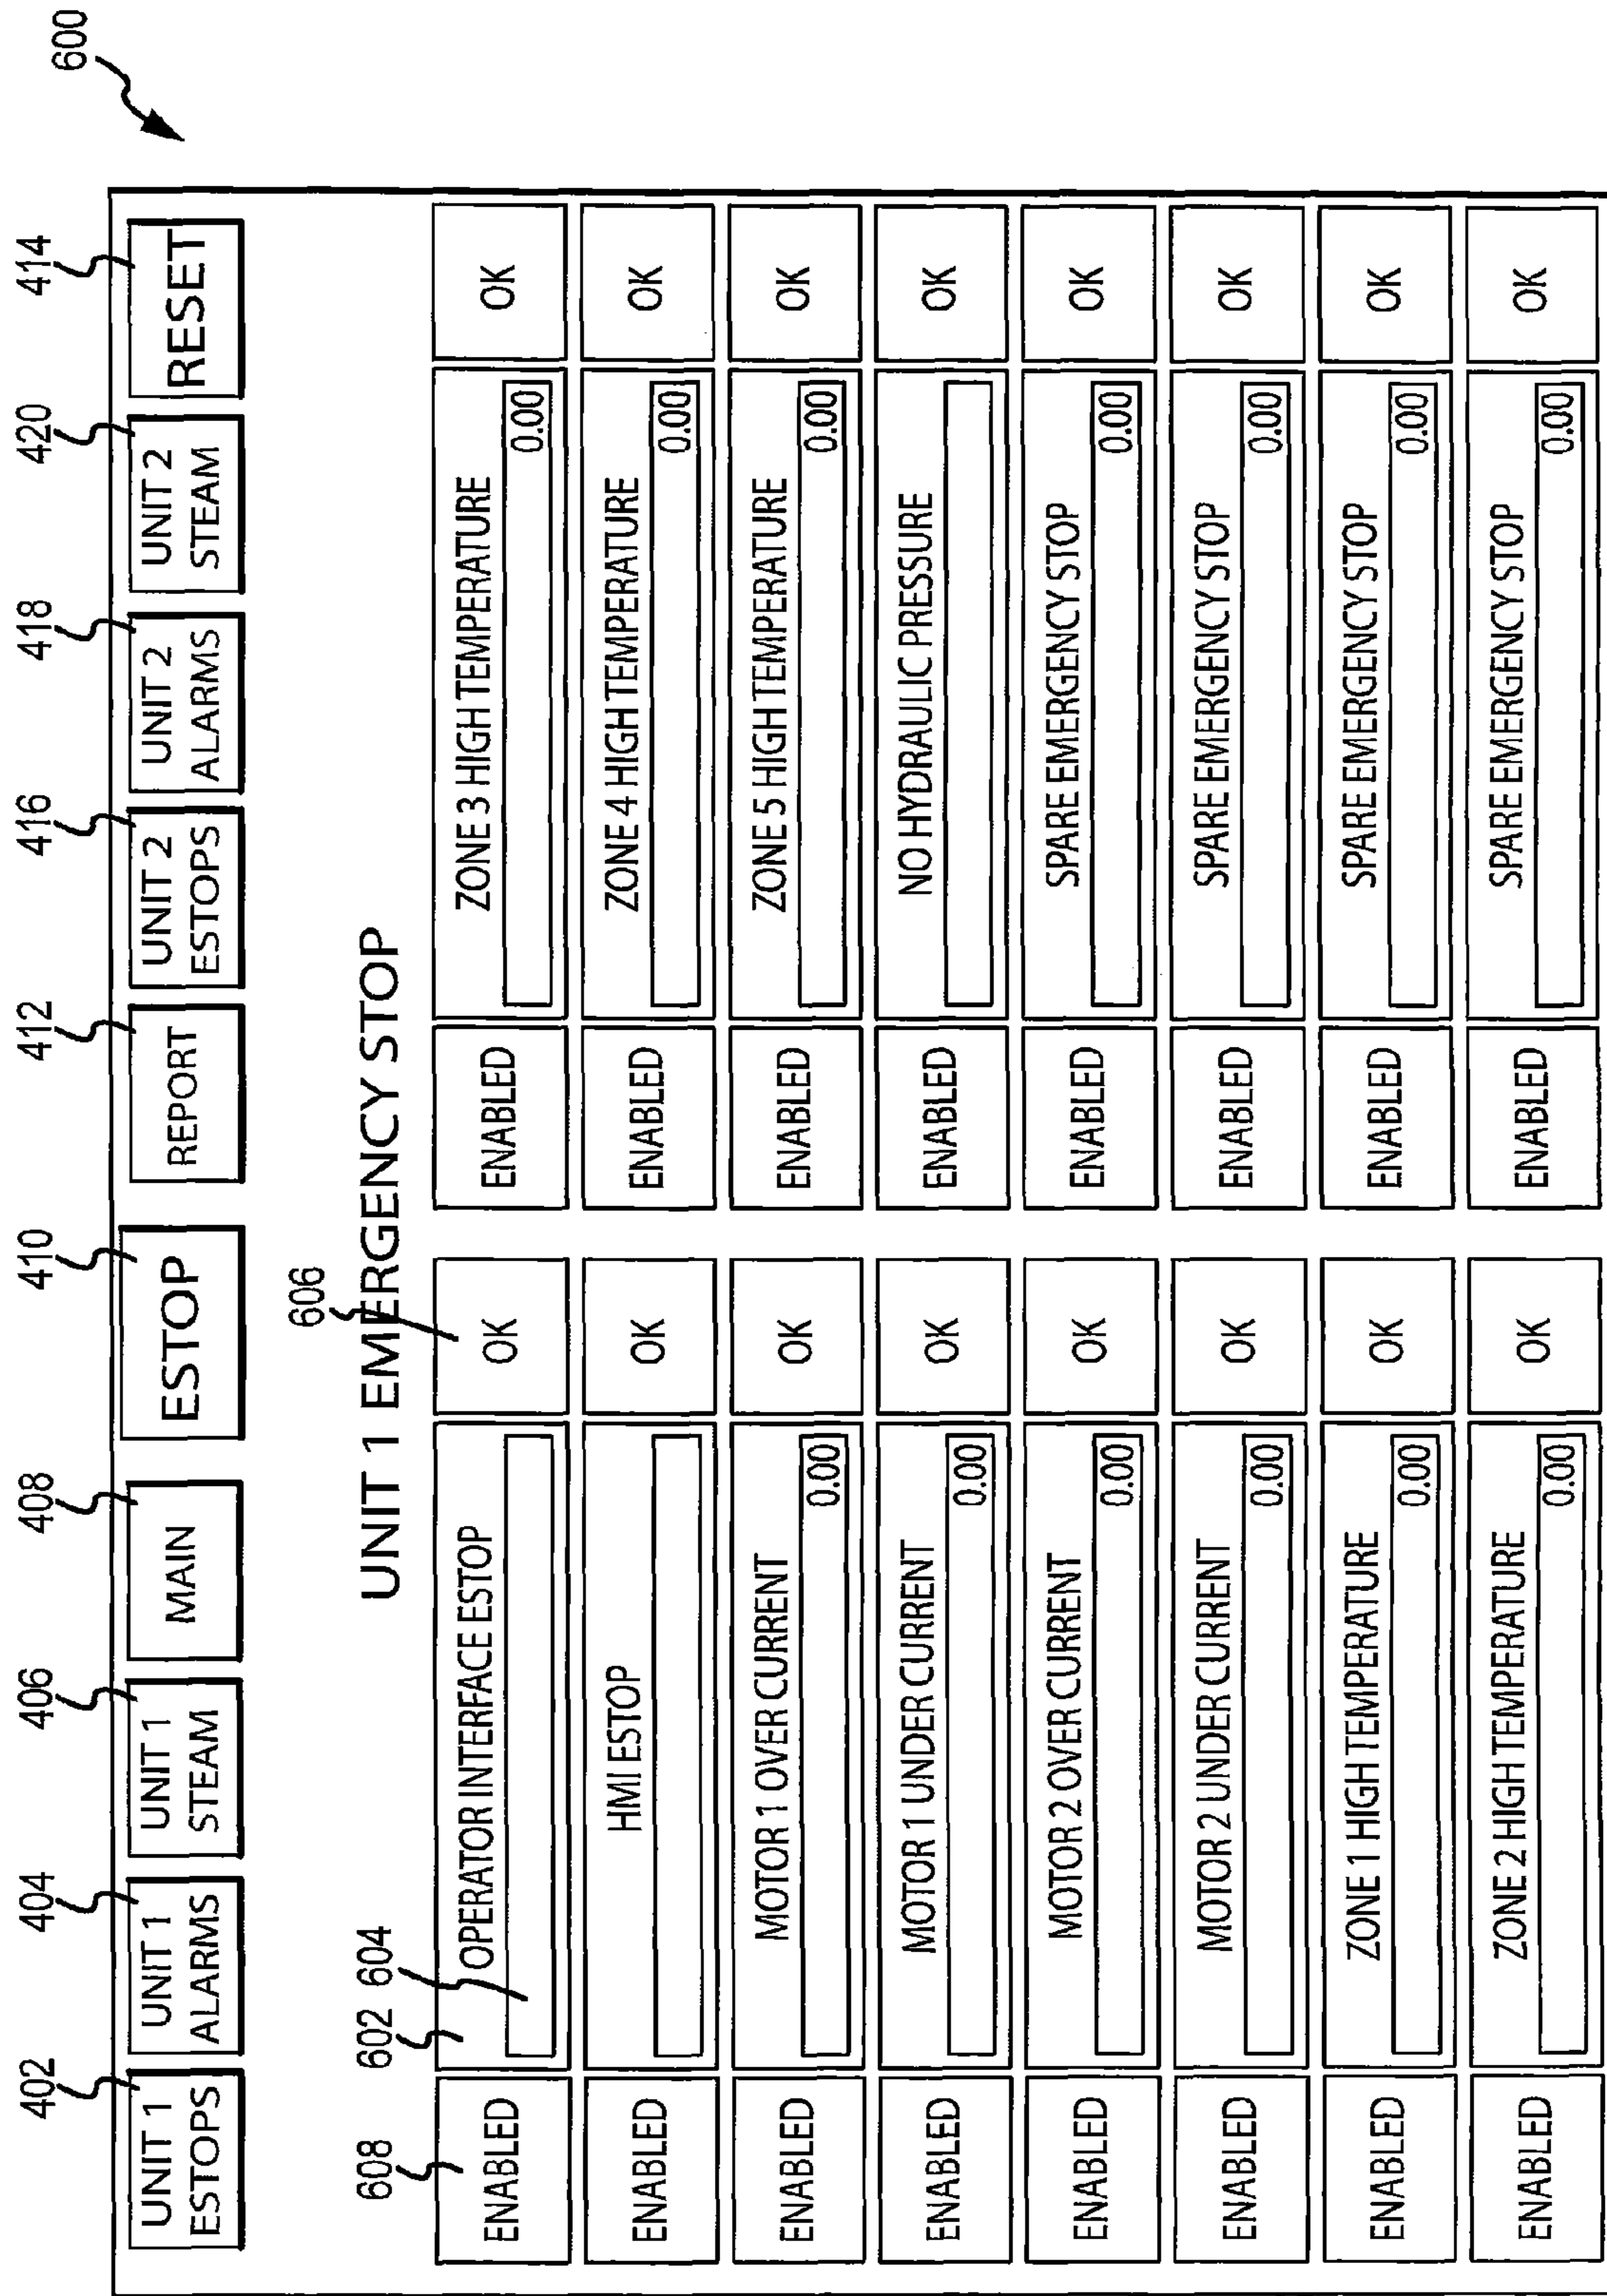 600
402
404
406
408
410
412
416
418
420
414
UNIT 1
ESTOPS
UNIT 1
ALARMS
UNIT 1
STEAM
MAIN
ESTOP
REPORT
UNIT 2
ESTOPS
UNIT 2
ALARMS
UNIT 2
STEAM
RESET
UNIT 1 EMERGENCY STOP
608
602
604
606
ENABLED
OPERATOR INTERFACE ESTOP
OK
ENABLED
ZONE 3 HIGH TEMPERATURE
0.00
OK
ENABLED
HMI ESTOP
OK
ENABLED
ZONE 4 HIGH TEMPERATURE
0.00
OK
ENABLED
MOTOR 1 OVER CURRENT
0.00
OK
ENABLED
ZONE 5 HIGH TEMPERATURE
0.00
OK
ENABLED
MOTOR 1 UNDER CURRENT
0.00
OK
ENABLED
NO HYDRAULIC PRESSURE
OK
ENABLED
MOTOR 2 OVER CURRENT
0.00
OK
ENABLED
SPARE EMERGENCY STOP
0.00
OK
ENABLED
MOTOR 2 UNDER CURRENT
0.00
OK
ENABLED
SPARE EMERGENCY STOP
0.00
OK
ENABLED
ZONE 1 HIGH TEMPERATURE
0.00
OK
ENABLED
SPARE EMERGENCY STOP
0.00
OK
ENABLED
ZONE 2 HIGH TEMPERATURE
0.00
OK
ENABLED
SPARE EMERGENCY STOP
0.00
OK